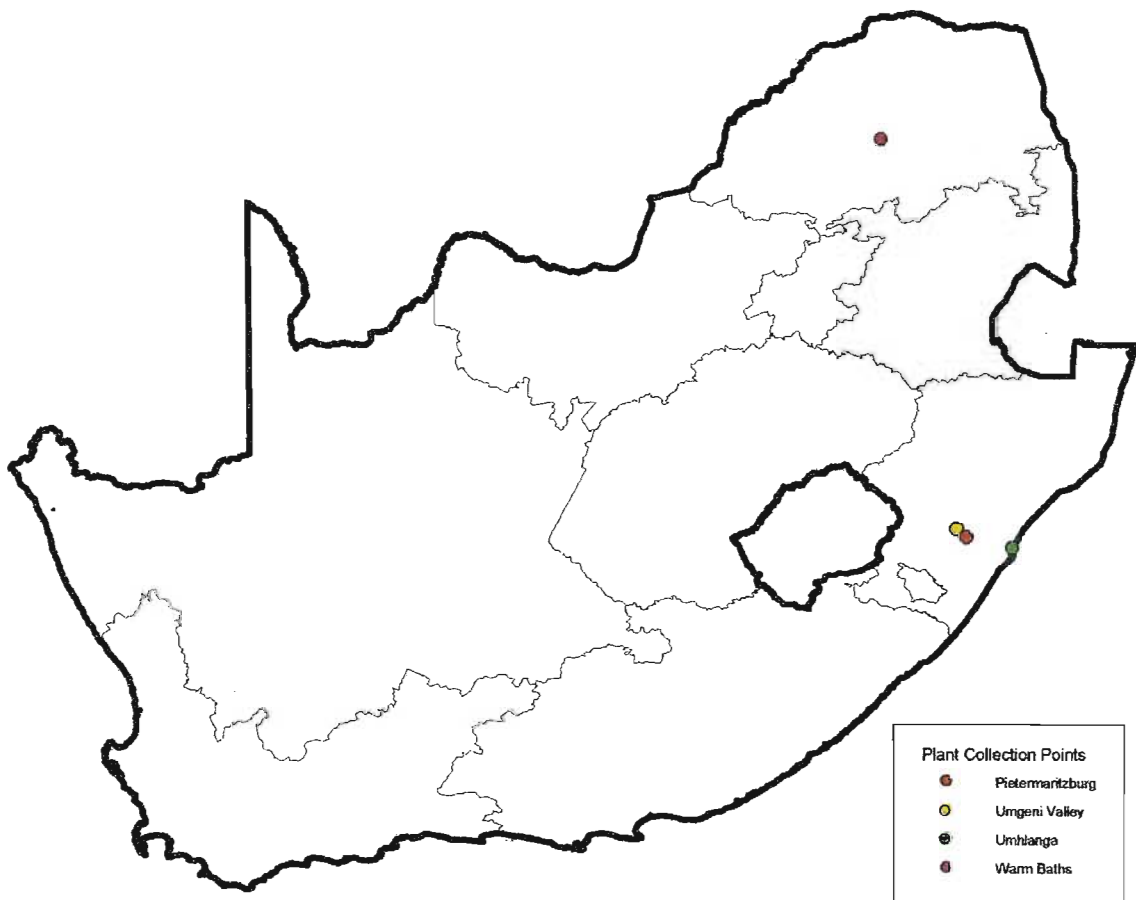 Plant Collection Points
Pietermaritzburg
Umgeni Valley
Umhlanga
Warm Baths